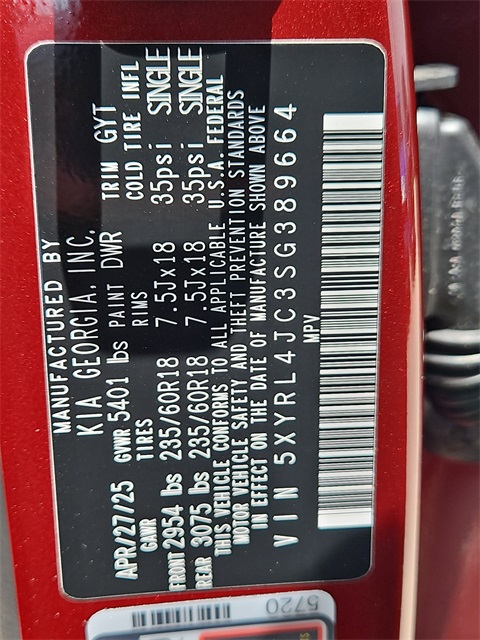 MANUFACTURED BY
KIA GEORGIA, INC.
APR/27/25 GVWR 5401 lbs PAINT DWR TRIM GYT
GAWR TIRES RIMS COLD TIRE INFL
FRONT 2954 lbs 235/60R18 7.5Jx18 35psi SINGLE
REAR 3075 lbs 235/60R18 7.5Jx18 35psi SINGLE
THIS VEHICLE CONFORMS TO ALL APPLICABLE U.S.A. FEDERAL
MOTOR VEHICLE SAFETY AND THEFT PREVENTION STANDARDS
IN EFFECT ON THE DATE OF MANUFACTURE SHOWN ABOVE
VIN 5XYRL4JC3SG389664
MPV
5720